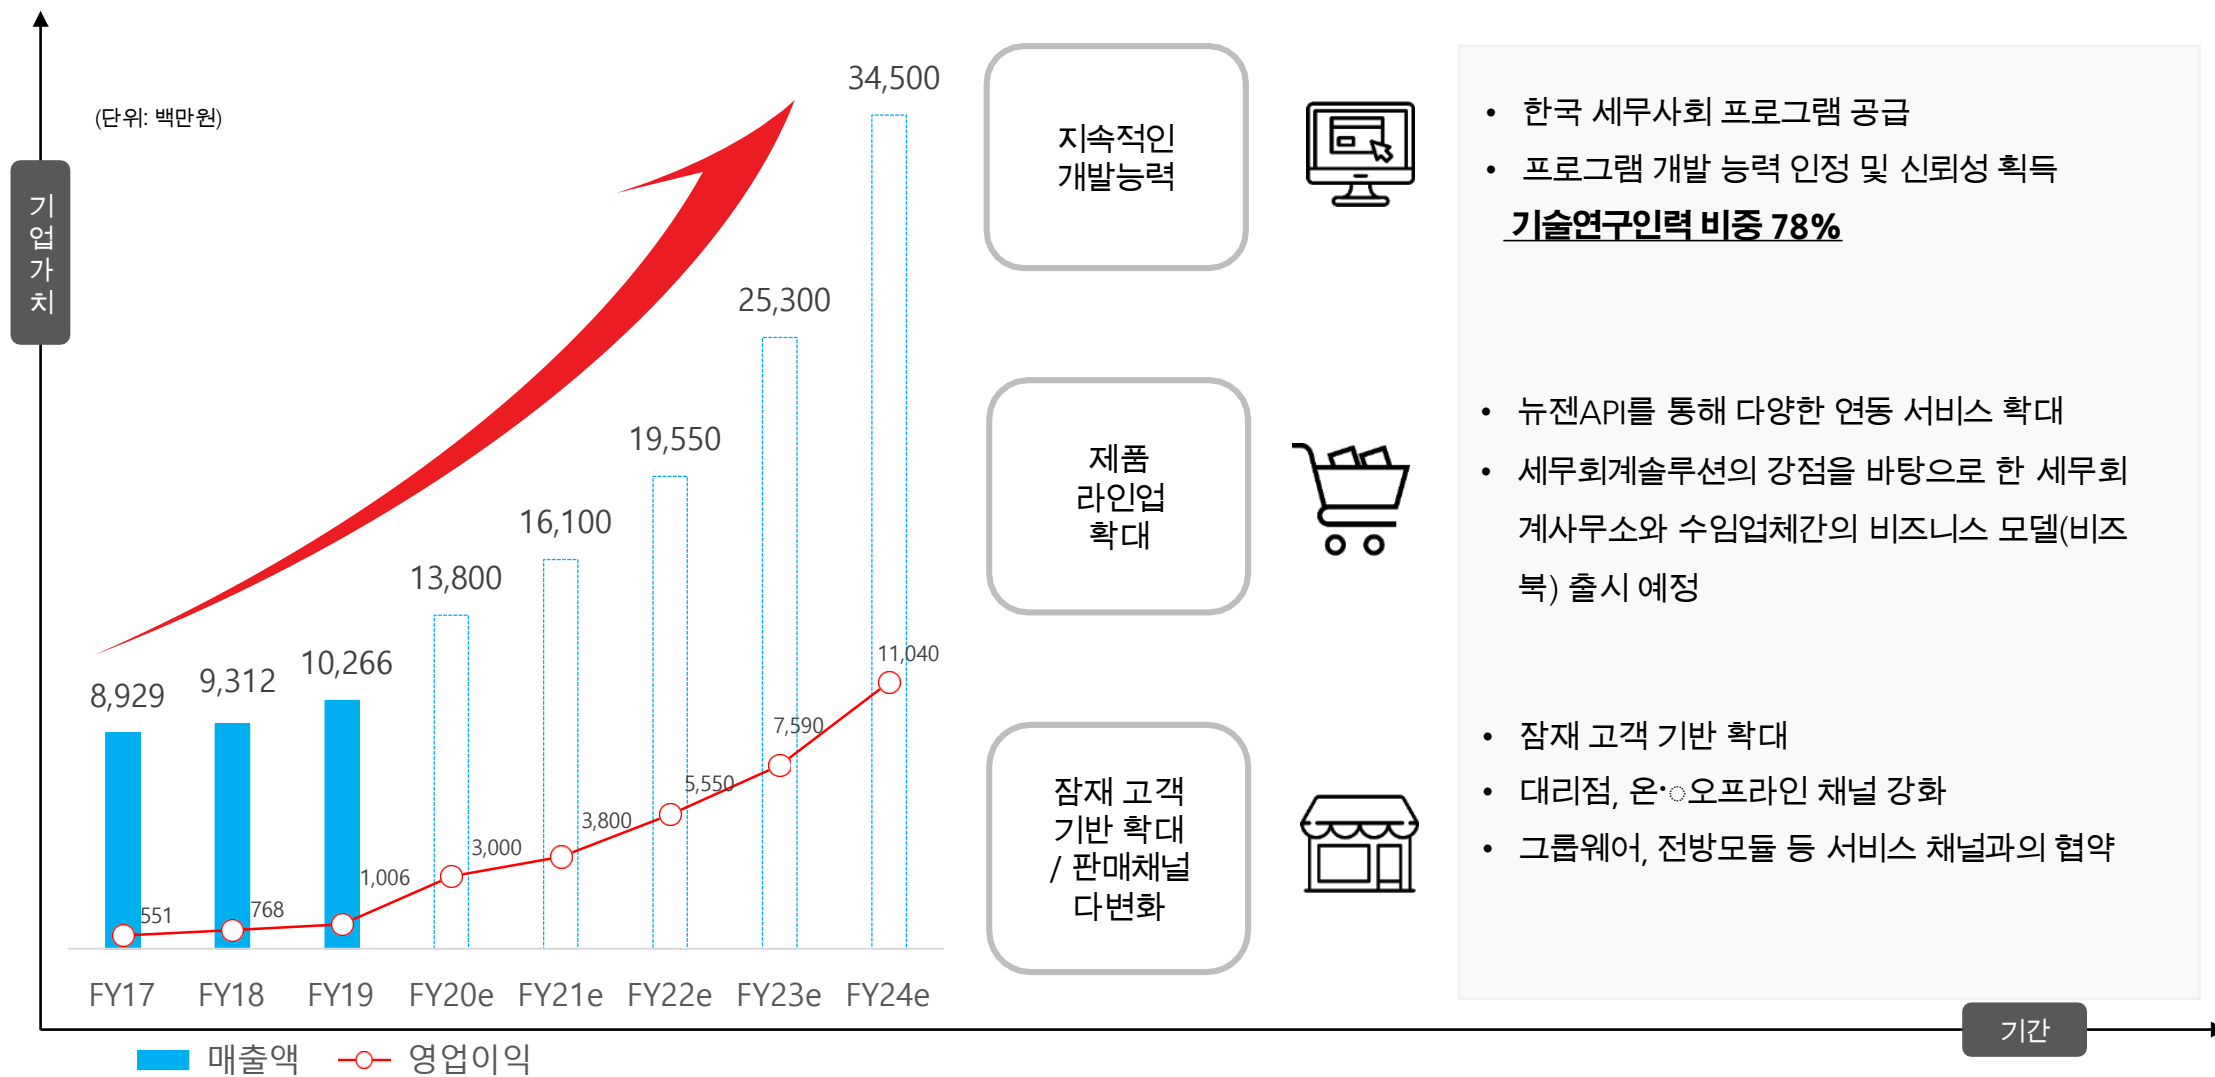 (단위: 백만원)
기업가치
34,500
25,300
19,550
16,100
13,800
10,266
9,312
8,929
11,040
7,590
5,550
3,800
3,000
1,006
768
551
FY17 FY18 FY19 FY20e FY21e FY22e FY23e FY24e
매출액 영업이익
지속적인
개발능력
• 한국 세무사회 프로그램 공급
• 프로그램 개발 능력 인정 및 신뢰성 획득
기술연구인력 비중 78%
제품
라인업
확대
• 뉴젠API를 통해 다양한 연동 서비스 확대
• 세무회계솔루션의 강점을 바탕으로 한 세무회
계사무소와 수임업체간의 비즈니스 모델(비즈
북) 출시 예정
잠재 고객
기반 확대
/ 판매채널
다변화
• 잠재 고객 기반 확대
• 대리점, 온〮오프라인 채널 강화
• 그룹웨어, 전방모듈 등 서비스 채널과의 협약
기간